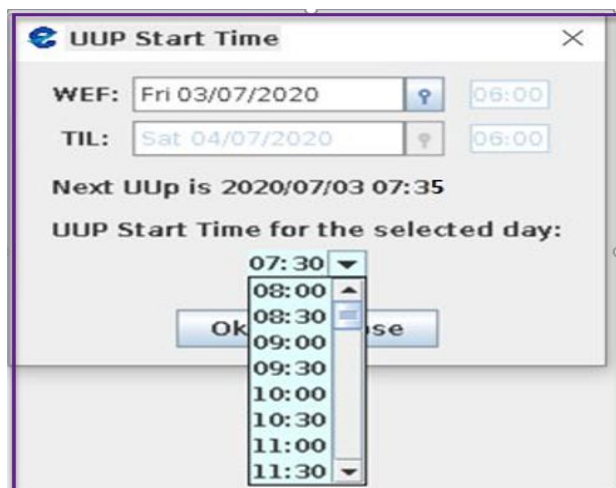 UUP Start Time
WEF: Fri 03/07/2020 06:00
TIL: Sat 04/07/2020 06:00
Next UUp is 2020/07/03 07:35
UUP Start Time for the selected day:
07:30
08:00
08:30
Ok se
09:00
09:30
10:00
10:30
11:00
11:30